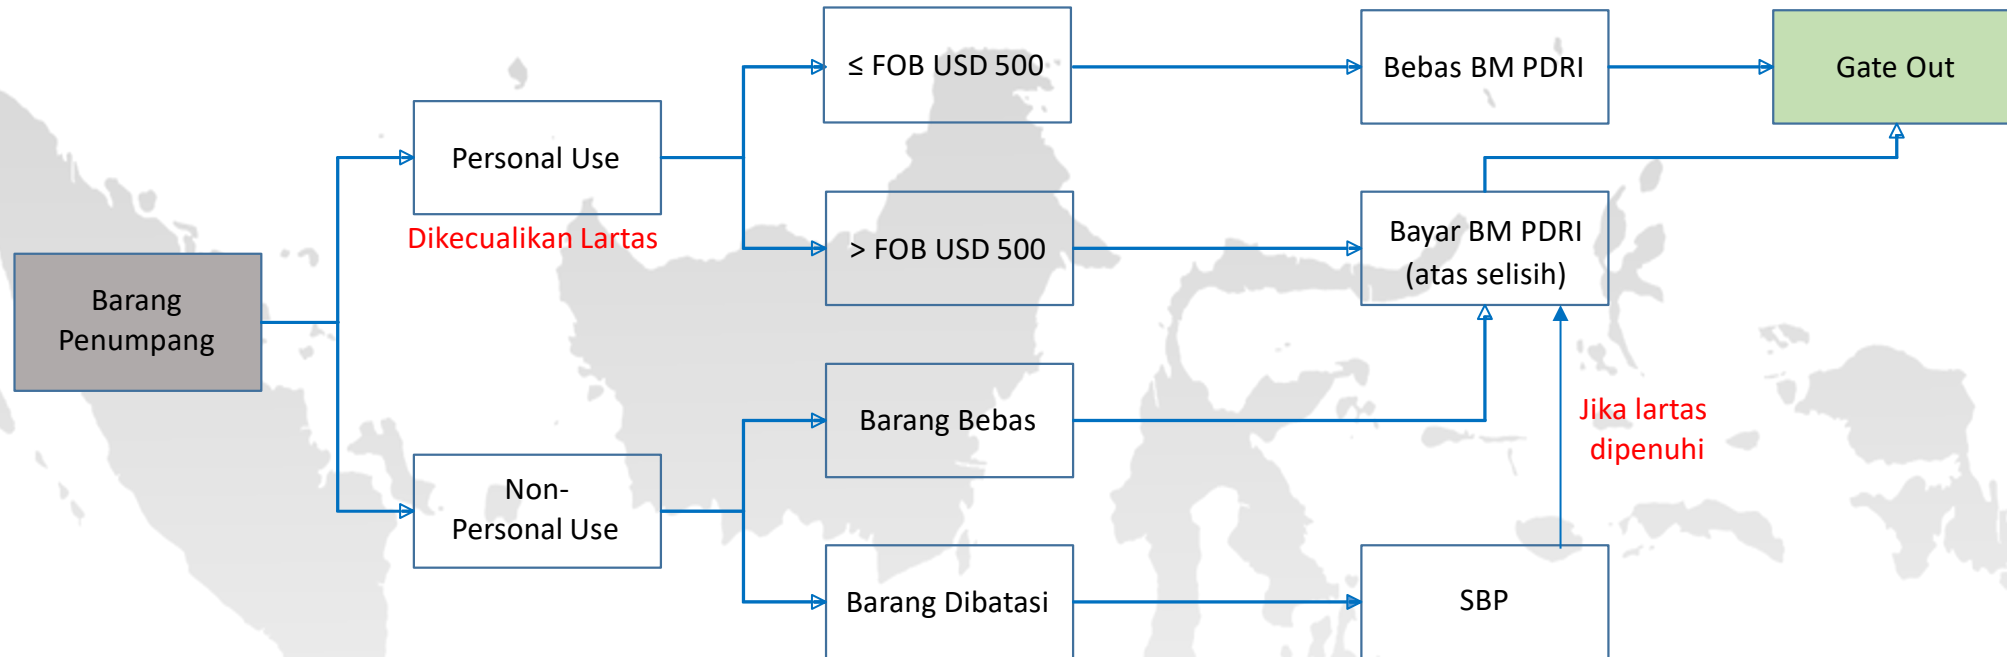 ≤ FOB USD 500
Bebas BM PDRI
Gate Out
Personal Use
Dikecualikan Lartas
> FOB USD 500
Bayar BM PDRI
(atas selisih)
Barang
Penumpang
Barang Bebas
Jika lartas
dipenuhi
Non-
Personal Use
Barang Dibatasi
SBP